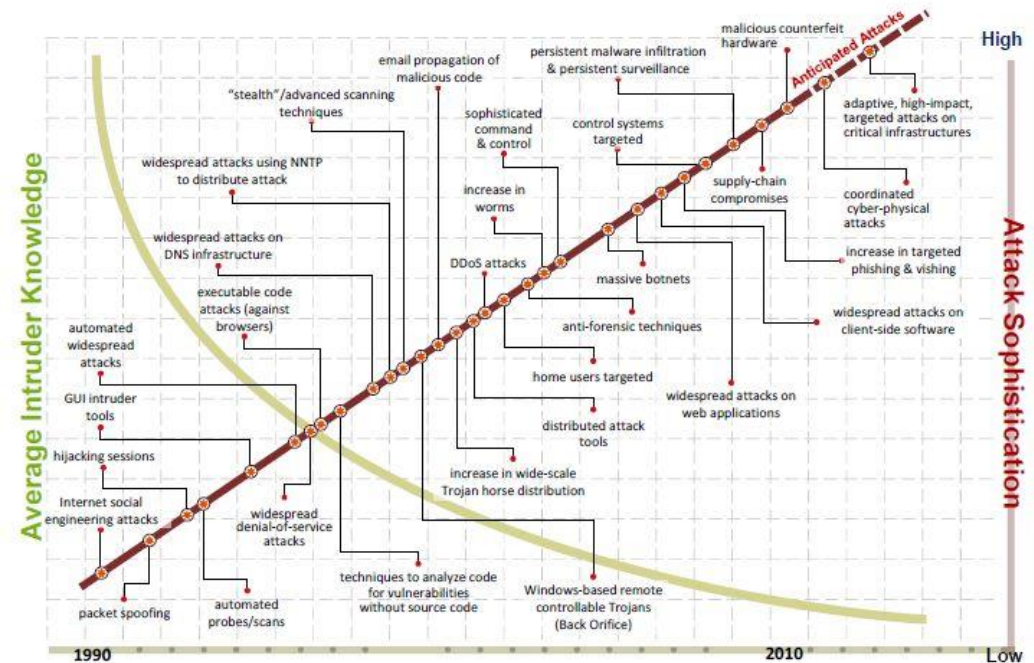 High
malicious counterfeit
hardware
Anticipated Attacks
persistent malware infiltration
& persistent surveillance
email propagation of
malicious code
"stealth"/advanced scanning
techniques
adaptive, high-impact,
targeted attacks on
critical infrastructures
sophisticated
command
& control
control systems
targeted
widespread attacks using NNTP
to distribute attack
supply-chain
compromises
coordinated
cyber-physical
attacks
increase in
worms
widespread attacks on
DNS infrastructure
DDoS attacks
massive botnets
increase in targeted
phishing & vishing
executable code
attacks (against
browsers)
widespread attacks on
client-side software
anti-forensic techniques
automated
widespread
attacks
home users targeted
widespread attacks on
web applications
GUI intruder
tools
distributed attack
tools
hijacking sessions
increase in wide-scale
Trojan horse distribution
Internet social
engineering attacks
widespread
denial-of-service
attacks
techniques to analyze code
for vulnerabilities
without source code
Windows-based remote
controllable Trojans
(Back Orifice)
packet spoofing
automated
probes/scans
Average Intruder Knowledge
Attack Sophistication
1990
2010
Low